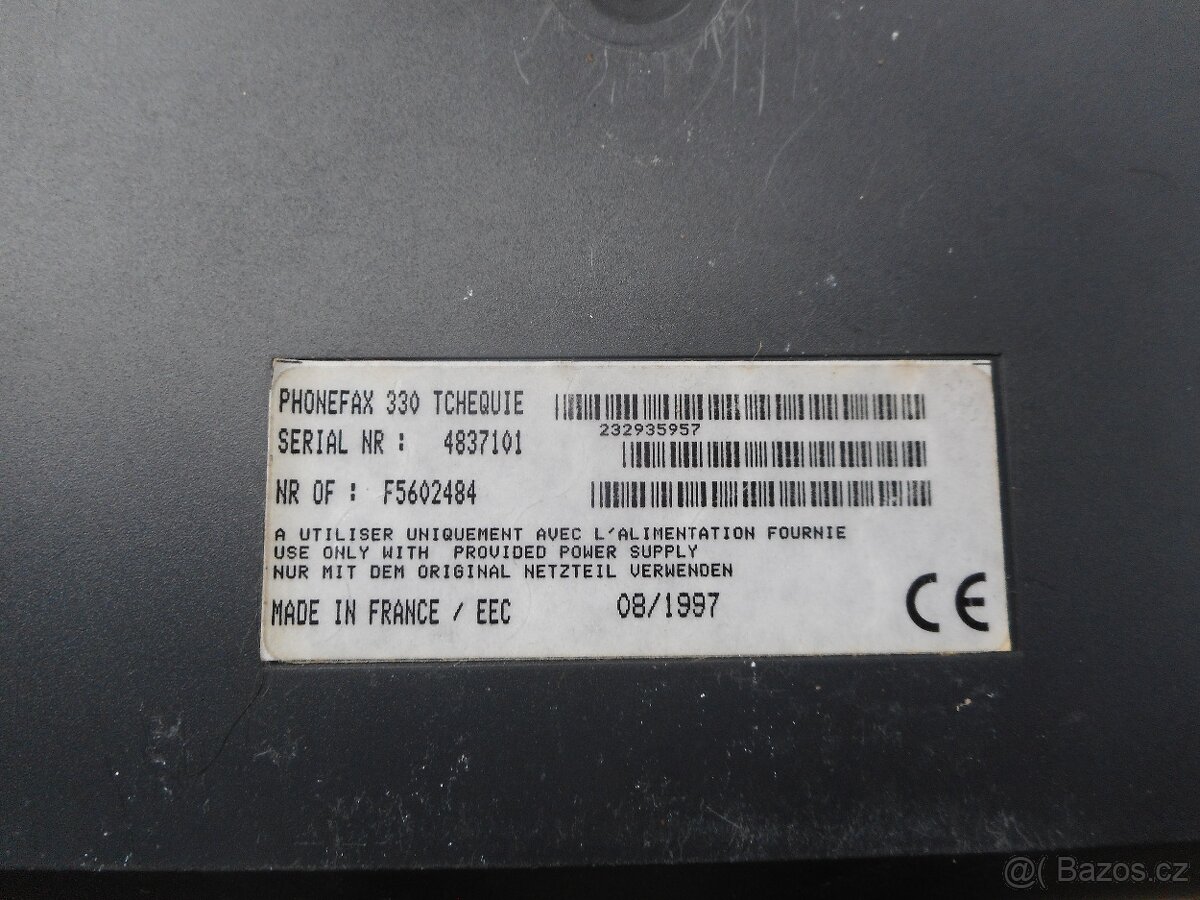 PHONEFAX 330 TCHEQUIE
232935957
SERIAL NR : 4837101
NR OF : F5602484
A UTILISER UNIQUEMENT AVEC L'ALIMENTATION FOURNIE
USE ONLY WITH PROVIDED POWER SUPPLY
NUR MIT DEM ORIGINAL NETZTEIL VERWENDEN
MADE IN FRANCE / EEC 08/1997
CE
@( Bazos.cz